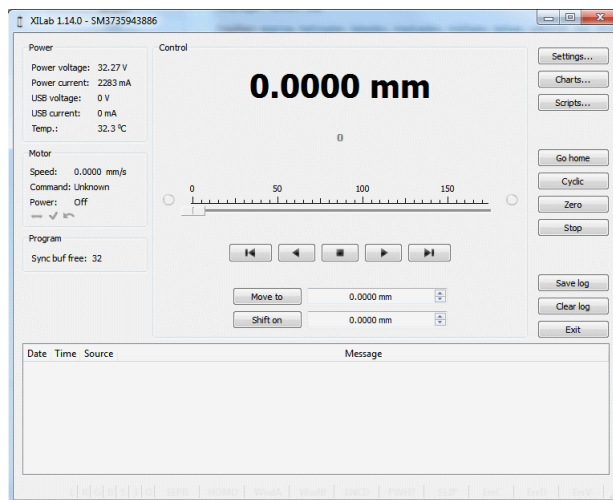 XILab 1.14.0 - SM3735943886
Power
Power voltage: 32.27 V
Power current: 2283 mA
USB voltage: 0 V
USB current: 0 mA
Temp.: 32.3 ⁰C
Motor
Speed: 0.0000 mm/s
Command: Unknown
Power: Off
Program
Sync buf free: 32
Control
0.0000 mm
0
0 50 100 150
Move to 0.0000 mm
Shift on 0.0000 mm
Settings...
Charts...
Scripts...
Go home
Cyclic
Zero
Stop
Save log
Clear log
Exit
Date Time Source Message